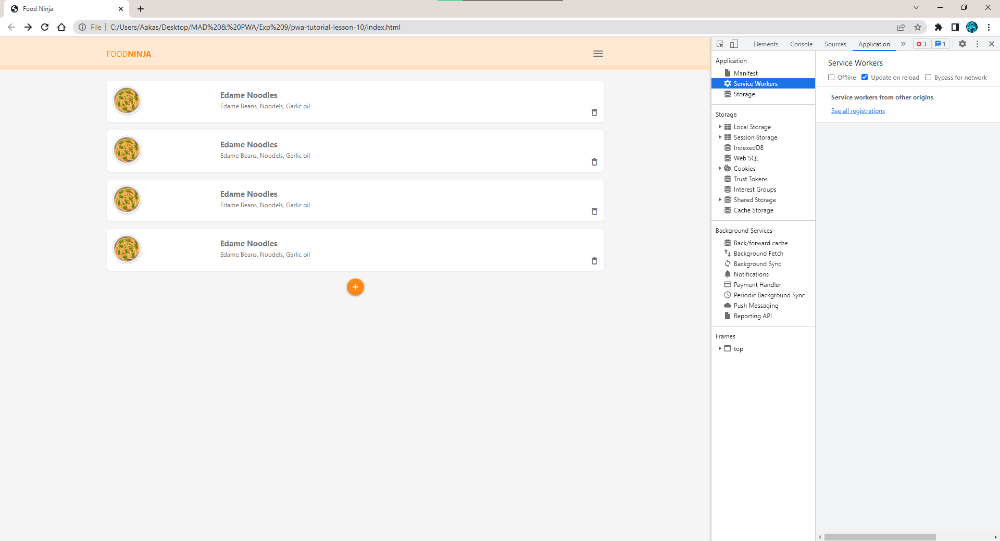 Food Ninja
File C:/Users/Aakas/Desktop/MAD%20&%20PWA/Exp%209/pwa-tutorial-lesson-10/index.html
FOODNINJA
Edame Noodles
Edame Beans, Noodels, Garlic oil
Edame Noodles
Edame Beans, Noodels, Garlic oil
Edame Noodles
Edame Beans, Noodels, Garlic oil
Edame Noodles
Edame Beans, Noodels, Garlic oil
Elements Console Sources Application 3 1
Application
Manifest
Service Workers
Storage
Storage
Local Storage
Session Storage
IndexedDB
Web SQL
Cookies
Trust Tokens
Interest Groups
Shared Storage
Cache Storage
Background Services
Back/forward cache
Background Fetch
Background Sync
Notifications
Payment Handler
Periodic Background Sync
Push Messaging
Reporting API
Frames
top
Service Workers
Offline Update on reload Bypass for network
Service workers from other origins
See all registrations